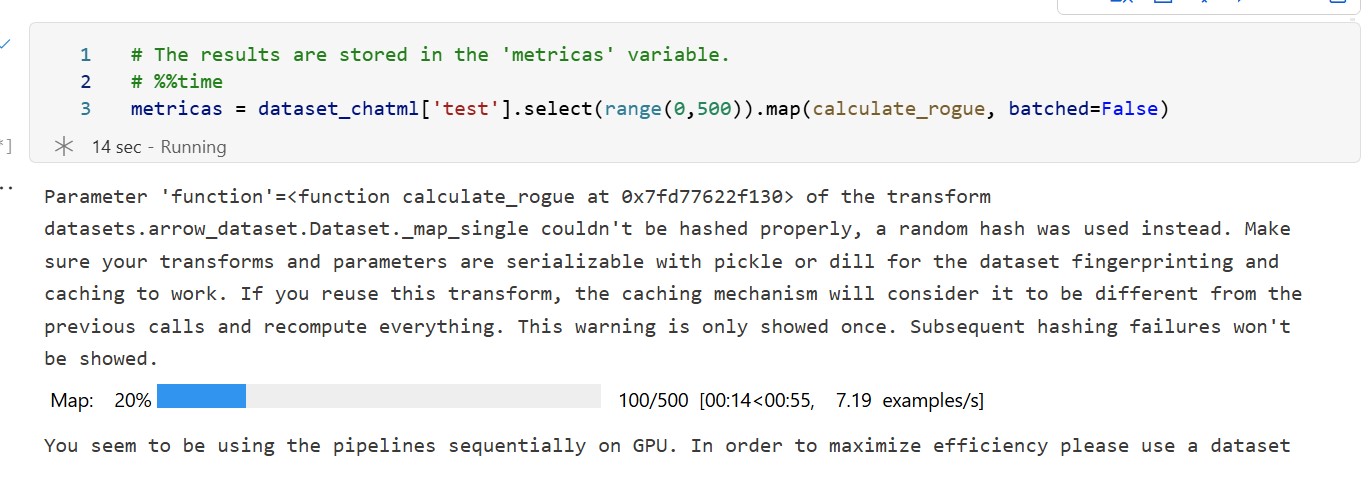 1 # The results are stored in the 'metricas' variable.
2 # %%time
3 metricas = dataset_chatml['test'].select(range(0,500)).map(calculate_rogue, batched=False)
*]
14 sec - Running
Parameter 'function'=<function calculate_rogue at 0x7fd77622f130> of the transform
datasets.arrow_dataset.Dataset._map_single couldn't be hashed properly, a random hash was used instead. Make
sure your transforms and parameters are serializable with pickle or dill for the dataset fingerprinting and
caching to work. If you reuse this transform, the caching mechanism will consider it to be different from the
previous calls and recompute everything. This warning is only showed once. Subsequent hashing failures won't
be showed.
Map: 20% 100/500 [00:14<00:55, 7.19 examples/s]
You seem to be using the pipelines sequentially on GPU. In order to maximize efficiency please use a dataset